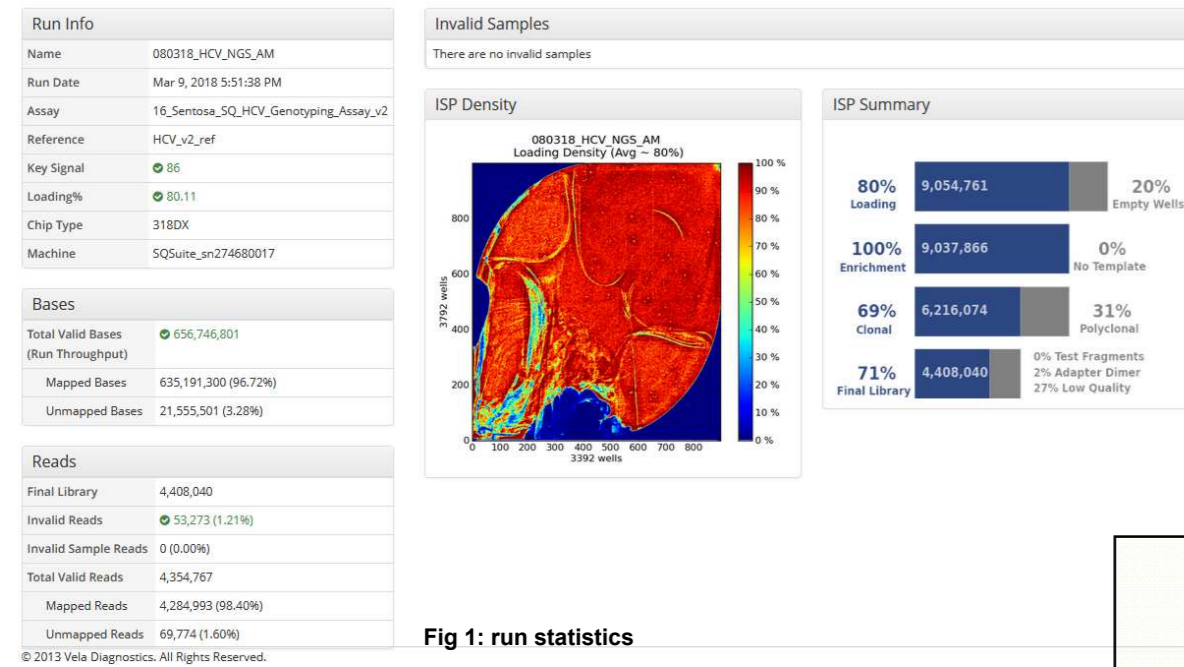 Run Info
Name 080318_HCV_NGS_AM
Run Date Mar 9, 2018 5:51:38 PM
Assay 16_Sentosa_SQ_HCV_Genotyping_Assay_v2
Reference HCV_v2_ref
Key Signal 86
Loading% 80.11
Chip Type 318DX
Machine SQSuite_sn274680017
Bases
Total Valid Bases
(Run Throughput) 656,746,801
Mapped Bases 635,191,300 (96.72%)
Unmapped Bases 21,555,501 (3.28%)
Reads
Final Library 4,408,040
Invalid Reads 53,273 (1.21%)
Invalid Sample Reads 0 (0.00%)
Total Valid Reads 4,354,767
Mapped Reads 4,284,993 (98.40%)
Unmapped Reads 69,774 (1.60%)
© 2013 Vela Diagnostics. All Rights Reserved.
Invalid Samples
There are no invalid samples
ISP Density
080318_HCV_NGS_AM
Loading Density (Avg ~ 80%)
100 %
90 %
80 %
70 %
60 %
50 %
40 %
30 %
20 %
10 %
0 %
800
600
400
200
0
3792 wells
0 100 200 300 400 500 600 700 800
3392 wells
ISP Summary
80% 9,054,761 20%
Loading Empty Wells
100% 9,037,866 0%
Enrichment No Template
69% 6,216,074 31%
Clonal Polyclonal
71% 4,408,040
Final Library
0% Test Fragments
2% Adapter Dimer
27% Low Quality
Fig 1: run statistics